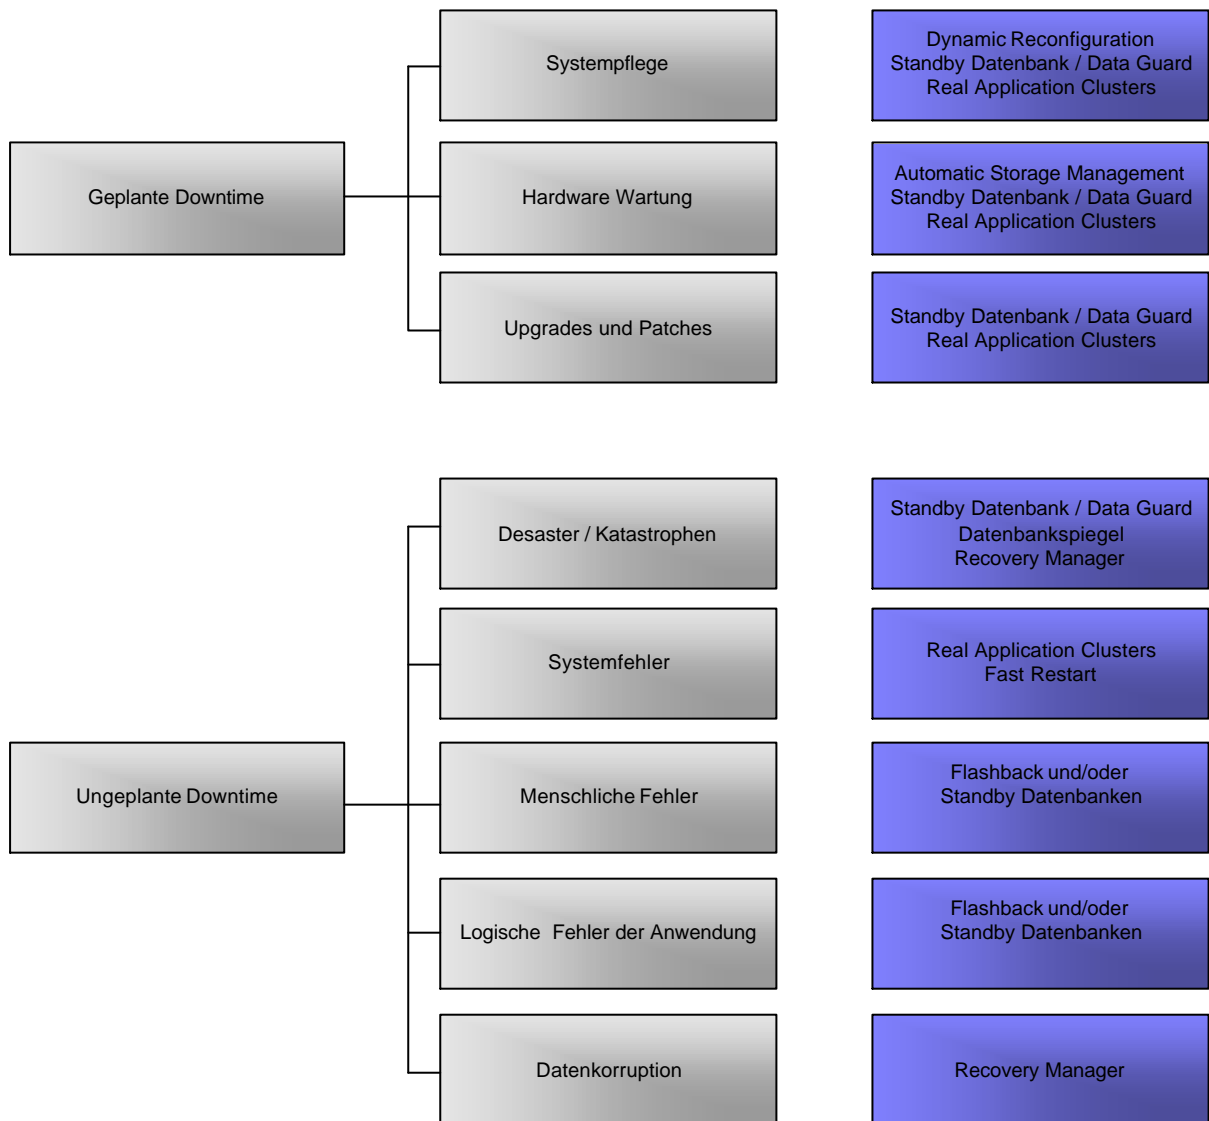 Systempflege
Dynamic Reconfiguration
Standby Datenbank / Data Guard
Real Application Clusters
Geplante Downtime
Hardware Wartung
Automatic Storage Management
Standby Datenbank / Data Guard
Real Application Clusters
Upgrades und Patches
Standby Datenbank / Data Guard
Real Application Clusters
Desaster / Katastrophen
Standby Datenbank / Data Guard
Datenbankspiegel
Recovery Manager
Systemfehler
Real Application Clusters
Fast Restart
Ungeplante Downtime
Menschliche Fehler
Flashback und/oder
Standby Datenbanken
Logische Fehler der Anwendung
Flashback und/oder
Standby Datenbanken
Datenkorruption
Recovery Manager